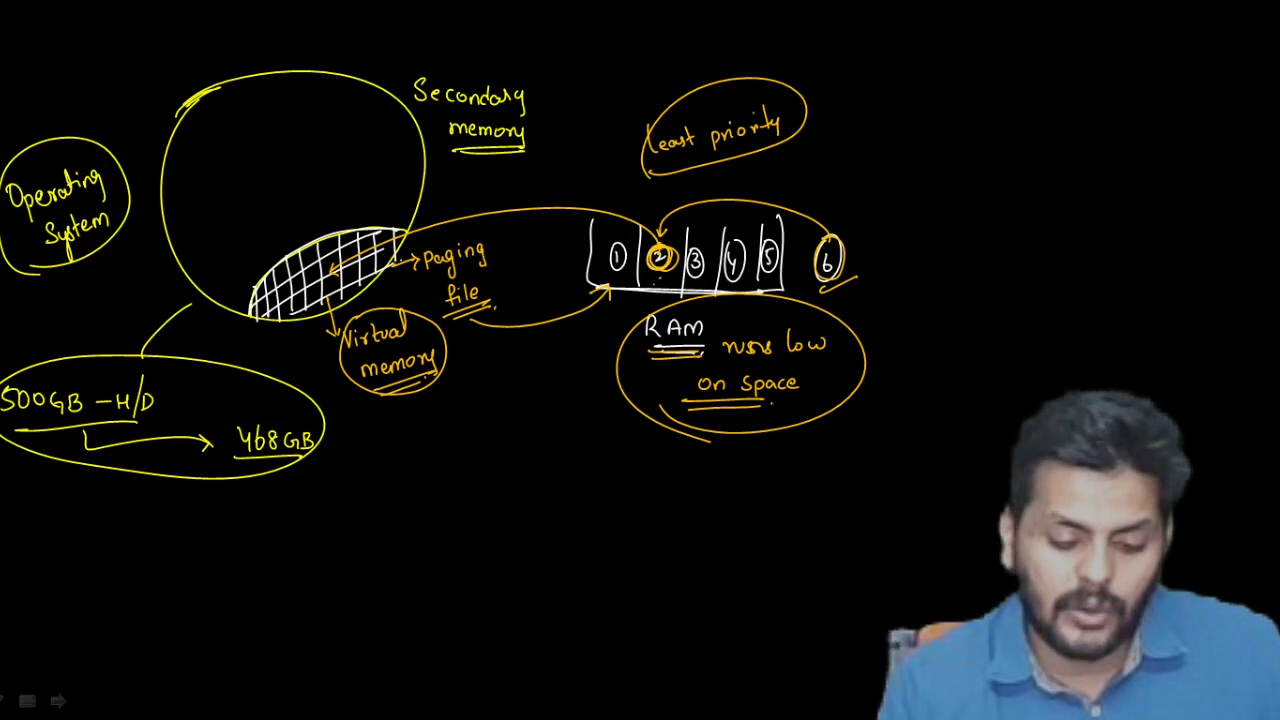 Secondary
memory
Operating
System
Least priority
1 2 3 4 5 6
Paging
file
Virtual
memory
RAM runs low
on space
500GB - H/D
468GB